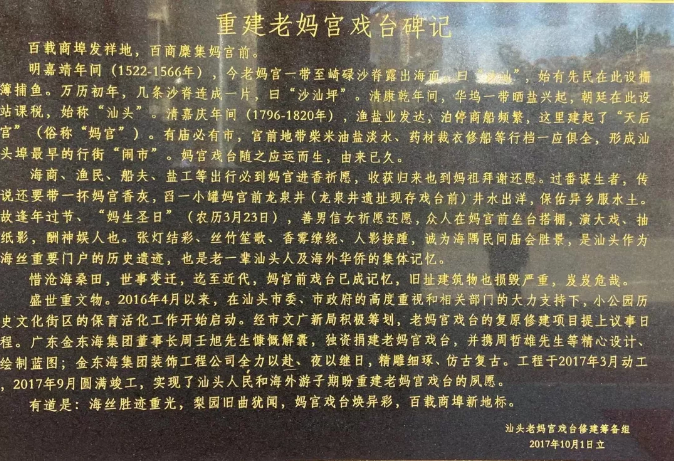 重建老妈宫戏台碑记
百载商埠发祥地，百商麇集妈宫前。
明嘉靖年间（1522-1566年），今老妈宫一带至崎碌沙脊露出海面，曰“ ”，始有先民在此设栅
簿捕鱼。万历初年，几条沙脊连成一片，曰“沙汕坪”。清康乾年间，华坞一带晒盐兴起，朝廷在此设
站课税，始称“汕头”。清嘉庆年间（1796-1820年），渔盐业发达，泊停商船频繁，这里建起了“天后
宫”（俗称“妈宫”）。有庙必有市，宫前地带柴米油盐淡水、药材裁衣修船等行档一应俱全，形成汕
头埠最早的行街“闹市”。妈宫戏台随之应运而生，由来已久。
海商、渔民、船夫、盐工等出行必到妈宫进香祈愿，收获归来也到妈祖拜谢还愿。过番谋生者，传
说还要带一杯妈宫香灰，舀一小罐妈宫前龙泉井（龙泉井遗址现存戏台前）井水出洋，保佑异乡服水土。
故逢年过节、“妈生圣日”（农历3月23日），善男信女祈愿还愿，众人在妈宫前垒台搭棚，演大戏、抽
纸影，酬神娱人也。张灯结彩、丝竹笙歌、香雾缭绕、人影接踵，诚为海隅民间庙会胜景，是汕头作为
海丝重要门户的历史遗迹，也是老一辈汕头人及海外华侨的集体记忆。
惜沧海桑田，世事变迁，迄至近代，妈宫前戏台已成记忆，旧址建筑物也损毁严重，岌岌危哉。
盛世重文物。2016年4月以来，在汕头市委、市政府的高度重视和相关部门的大力支持下，小公园历
史文化街区的保育活化工作开始启动。经市文广新局积极筹划，老妈宫戏台的复原修建项目提上议事日
程。广东金东海集团董事长周壬旭先生慷慨解囊，独资捐建老妈宫戏台，并携周哲雄先生等精心设计、
绘制蓝图；金东海集团装饰工程公司全力以赴、夜以继日，精雕细琢、仿古复古。工程于2017年3月动工
，2017年9月圆满竣工，实现了汕头人民和海外游子期盼重建老妈宫戏台的夙愿。
有道是：海丝胜迹重光，梨园旧曲犹闻，妈宫戏台焕异彩，百载商埠新地标。
汕头老妈宫戏台修建筹备组
2017年10月1日立